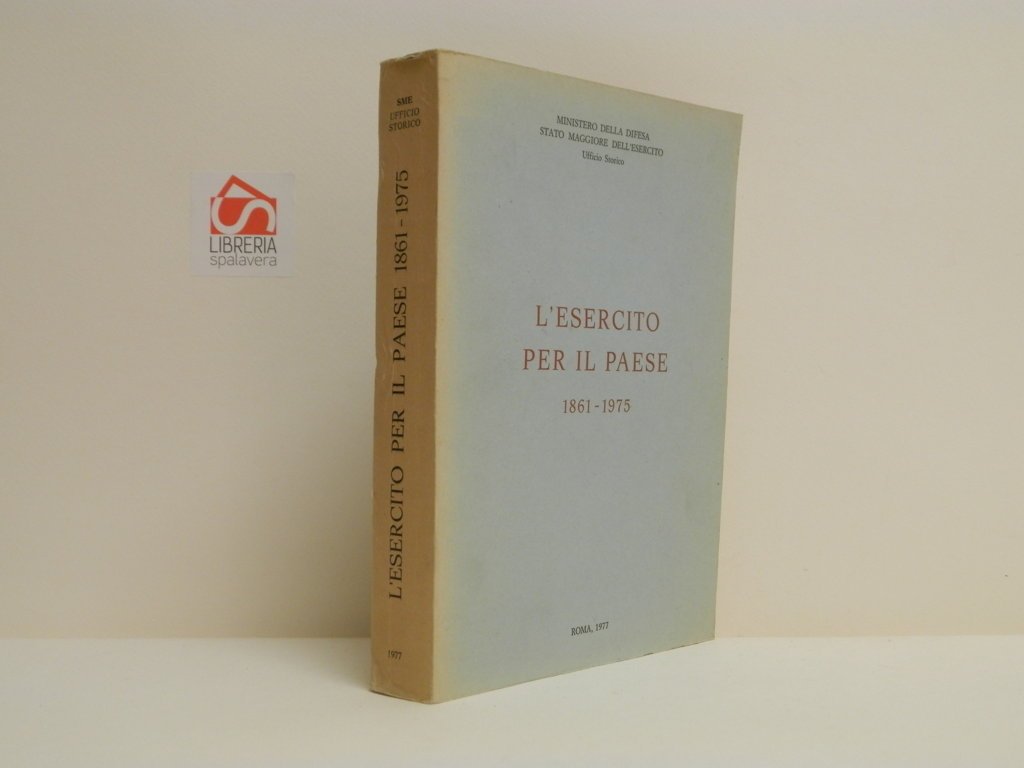 LIBRERIA
spalavera
SME
UFFICIO
STORICO
L'ESERCITO PER IL PAESE 1861-1975
1977
MINISTERO DELLA DIFESA
STATO MAGGIORE DELL'ESERCITO
Ufficio Storico
L'ESERCITO
PER IL PAESE
1861-1975
ROMA, 1977